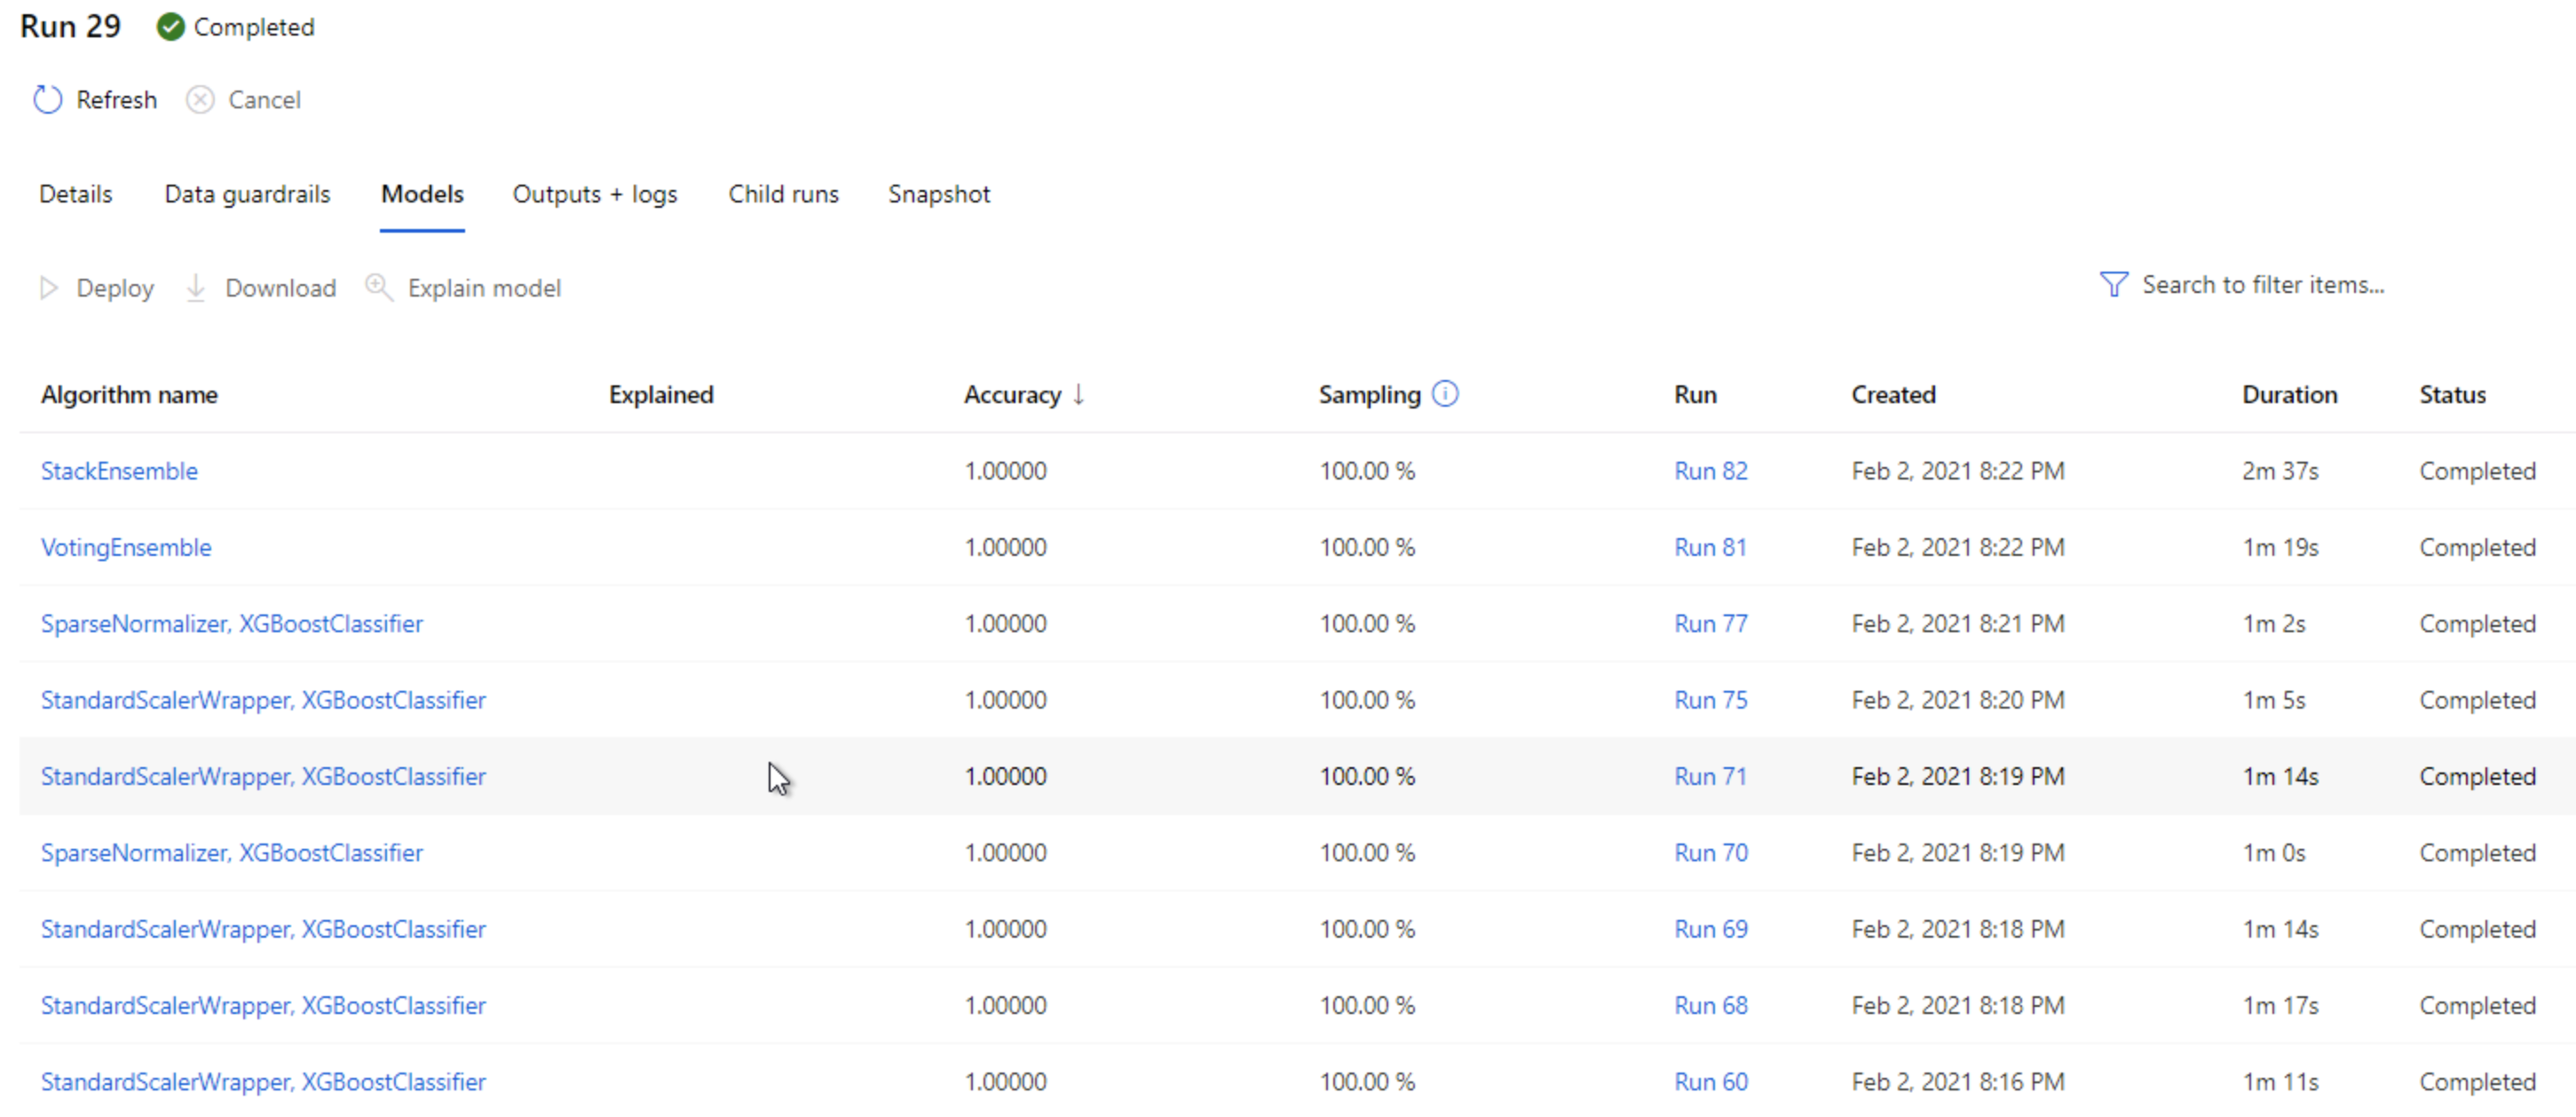 Run 29 Completed
Refresh Cancel
Details Data guardrails Models Outputs + logs Child runs Snapshot
Deploy Download Explain model Search to filter items...
Algorithm name Explained Accuracy ↓ Sampling Run Created Duration Status
StackEnsemble 1.00000 100.00 % Run 82 Feb 2, 2021 8:22 PM 2m 37s Completed
VotingEnsemble 1.00000 100.00 % Run 81 Feb 2, 2021 8:22 PM 1m 19s Completed
SparseNormalizer, XGBoostClassifier 1.00000 100.00 % Run 77 Feb 2, 2021 8:21 PM 1m 2s Completed
StandardScalerWrapper, XGBoostClassifier 1.00000 100.00 % Run 75 Feb 2, 2021 8:20 PM 1m 5s Completed
StandardScalerWrapper, XGBoostClassifier 1.00000 100.00 % Run 71 Feb 2, 2021 8:19 PM 1m 14s Completed
SparseNormalizer, XGBoostClassifier 1.00000 100.00 % Run 70 Feb 2, 2021 8:19 PM 1m 0s Completed
StandardScalerWrapper, XGBoostClassifier 1.00000 100.00 % Run 69 Feb 2, 2021 8:18 PM 1m 14s Completed
StandardScalerWrapper, XGBoostClassifier 1.00000 100.00 % Run 68 Feb 2, 2021 8:18 PM 1m 17s Completed
StandardScalerWrapper, XGBoostClassifier 1.00000 100.00 % Run 60 Feb 2, 2021 8:16 PM 1m 11s Completed